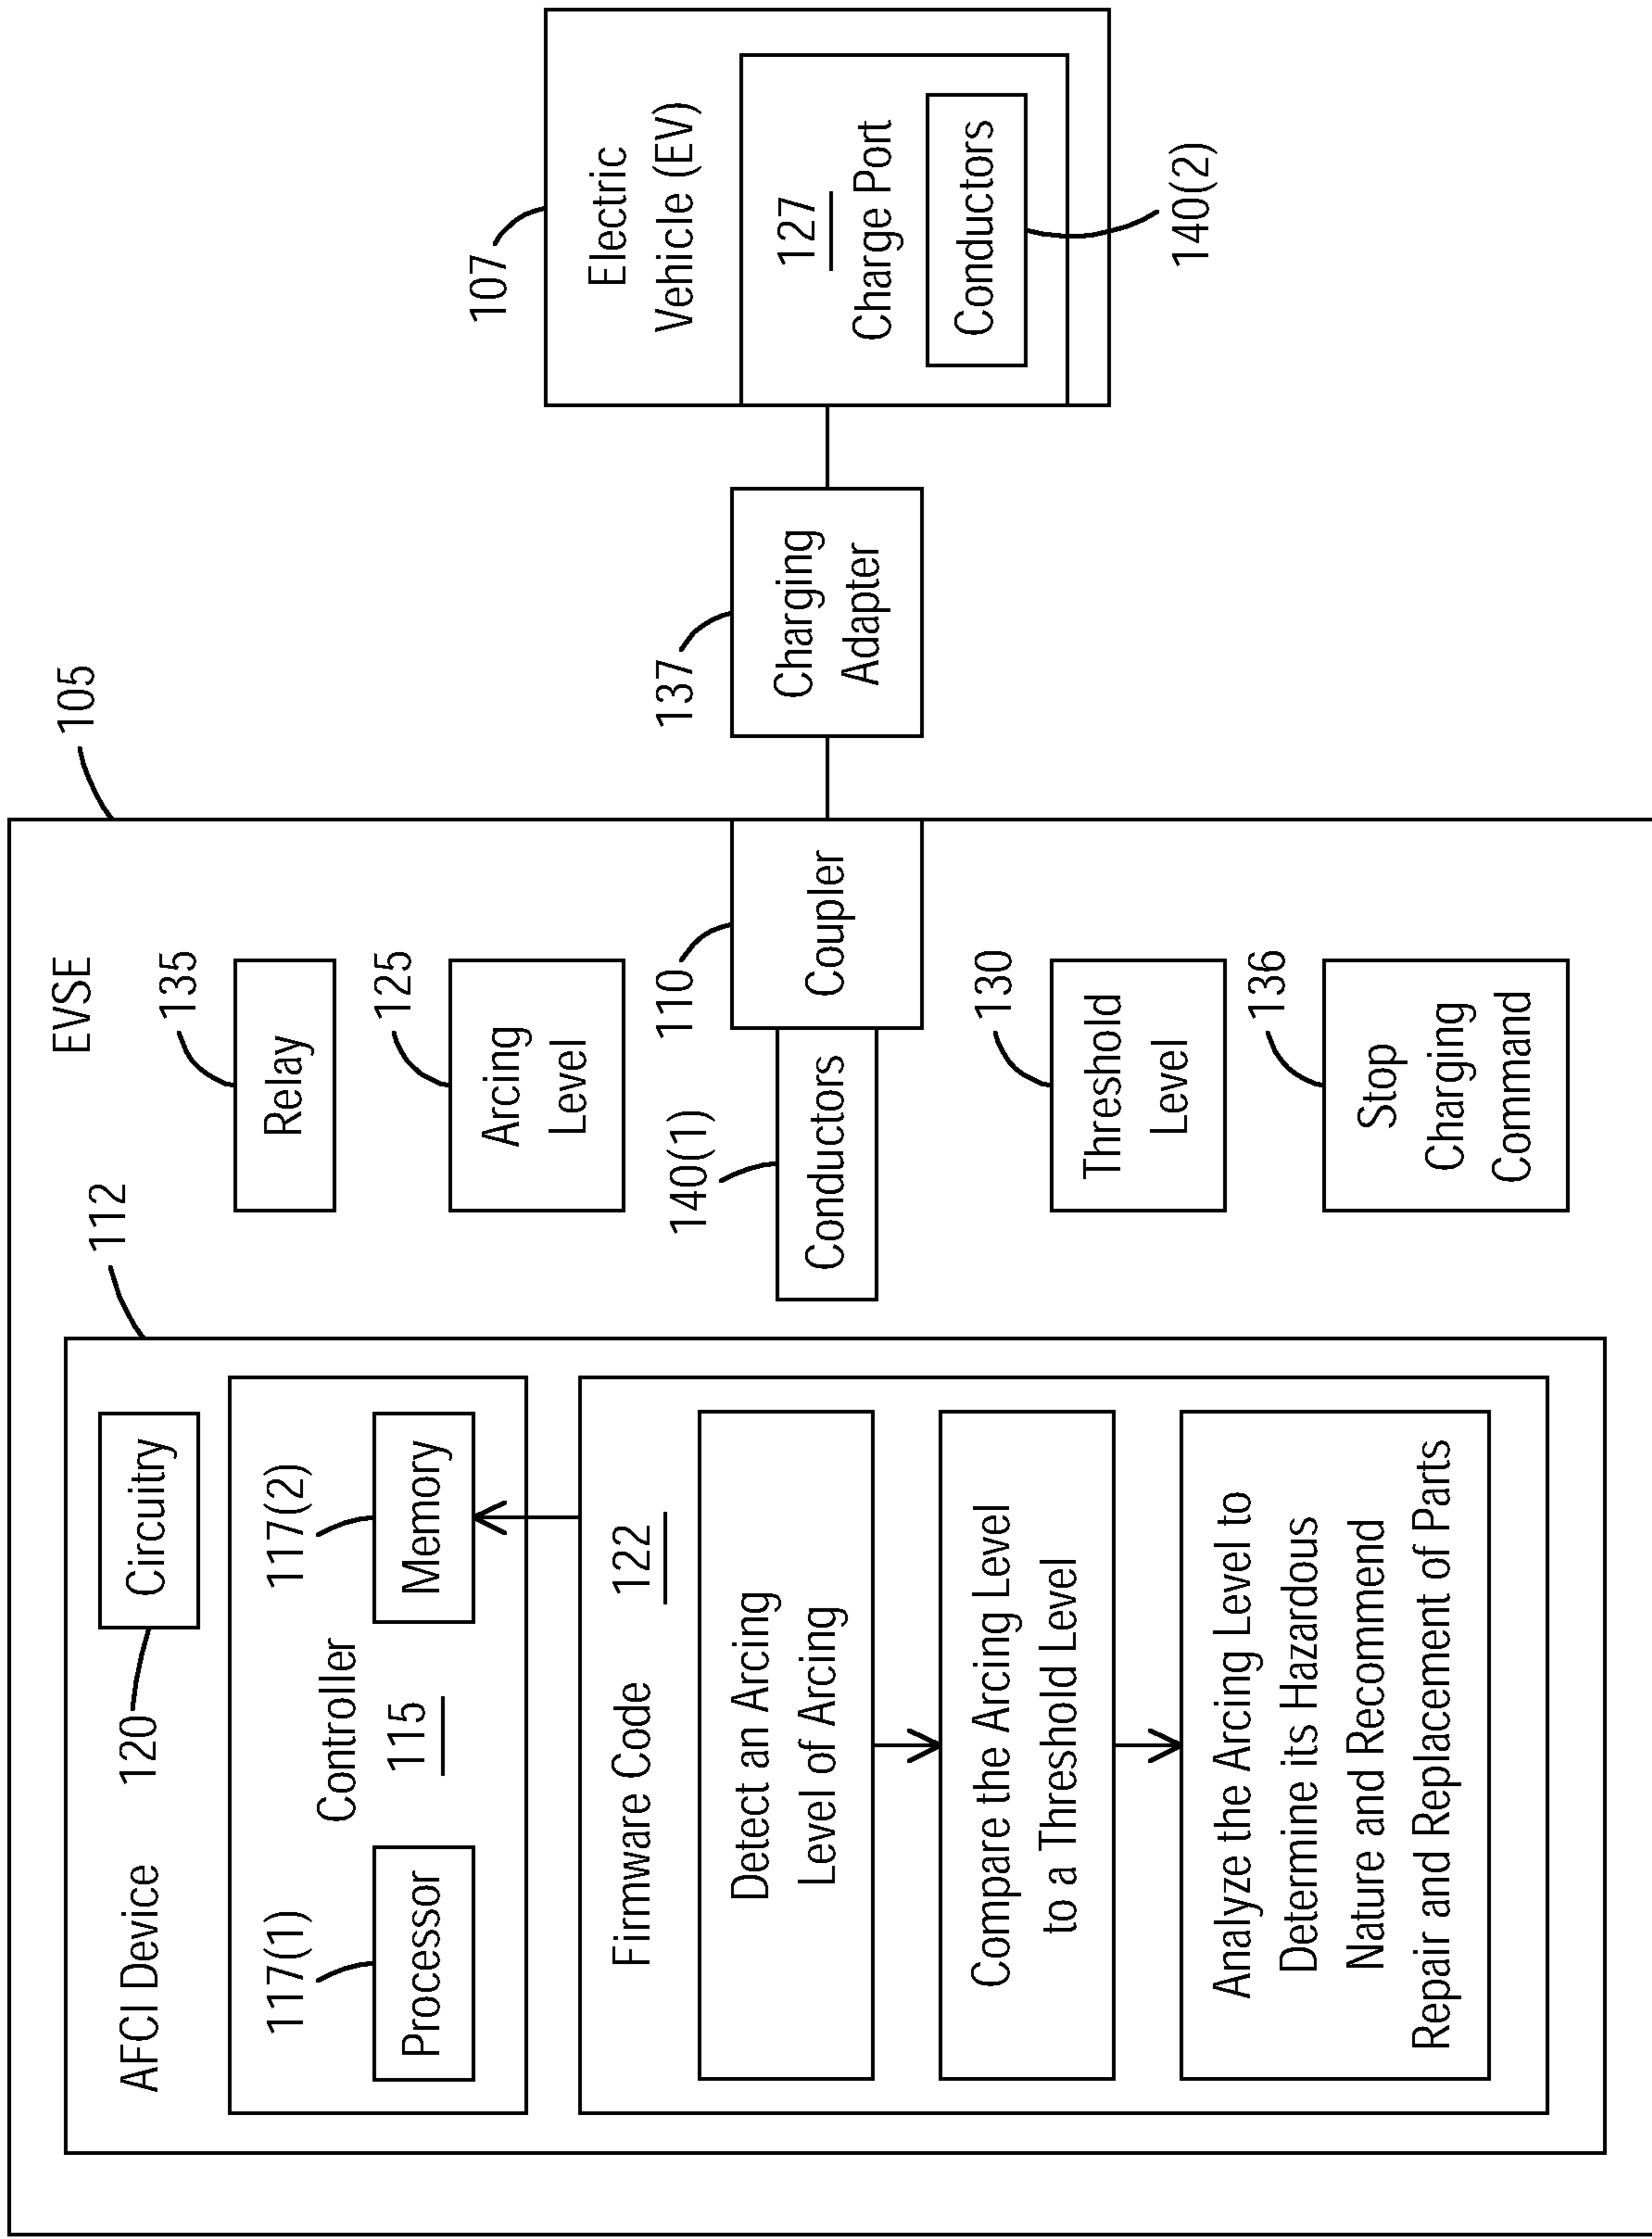 105
EVSE
112
AFCI Device
120
Circuitry
117(1)
Processor
Controller
115
117(2)
Memory
Firmware Code
122
Detect an Arcing
Level of Arcing
Compare the Arcing Level
to a Threshold Level
Analyze the Arcing Level to
Determine its Hazardous
Nature and Recommend
Repair and Replacement of Parts
135
Relay
125
Arcing
Level
140(1)
Conductors
110
Coupler
130
Threshold
Level
136
Stop
Charging
Command
137
Charging
Adapter
107
Electric
Vehicle (EV)
127
Charge Port
Conductors
140(2)